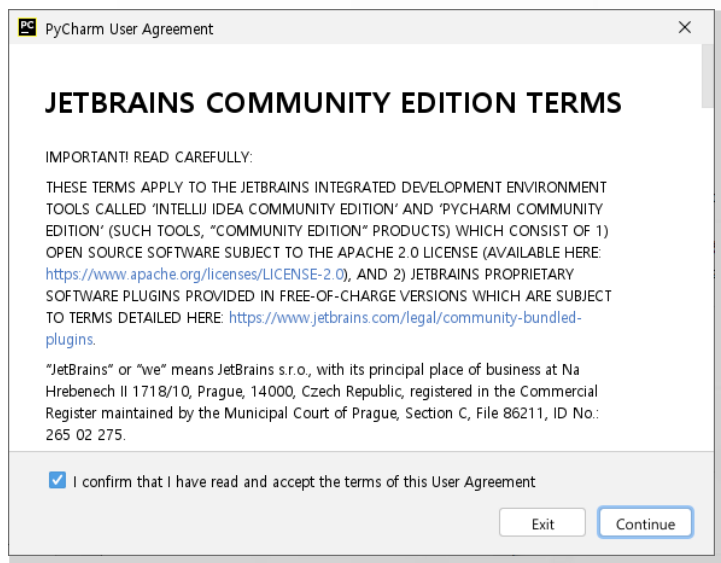 PC PyCharm User Agreement
JETBRAINS COMMUNITY EDITION TERMS
IMPORTANT! READ CAREFULLY:
THESE TERMS APPLY TO THE JETBRAINS INTEGRATED DEVELOPMENT ENVIRONMENT
TOOLS CALLED ‘INTELLIJ IDEA COMMUNITY EDITION’ AND ‘PYCHARM COMMUNITY
EDITION’ (SUCH TOOLS, “COMMUNITY EDITION” PRODUCTS) WHICH CONSIST OF 1)
OPEN SOURCE SOFTWARE SUBJECT TO THE APACHE 2.0 LICENSE (AVAILABLE HERE:
https://www.apache.org/licenses/LICENSE-2.0), AND 2) JETBRAINS PROPRIETARY
SOFTWARE PLUGINS PROVIDED IN FREE-OF-CHARGE VERSIONS WHICH ARE SUBJECT
TO TERMS DETAILED HERE: https://www.jetbrains.com/legal/community-bundled-
plugins.
“JetBrains” or “we” means JetBrains s.r.o., with its principal place of business at Na
Hrebenech II 1718/10, Prague, 14000, Czech Republic, registered in the Commercial
Register maintained by the Municipal Court of Prague, Section C, File 86211, ID No.:
265 02 275.
I confirm that I have read and accept the terms of this User Agreement
Exit
Continue